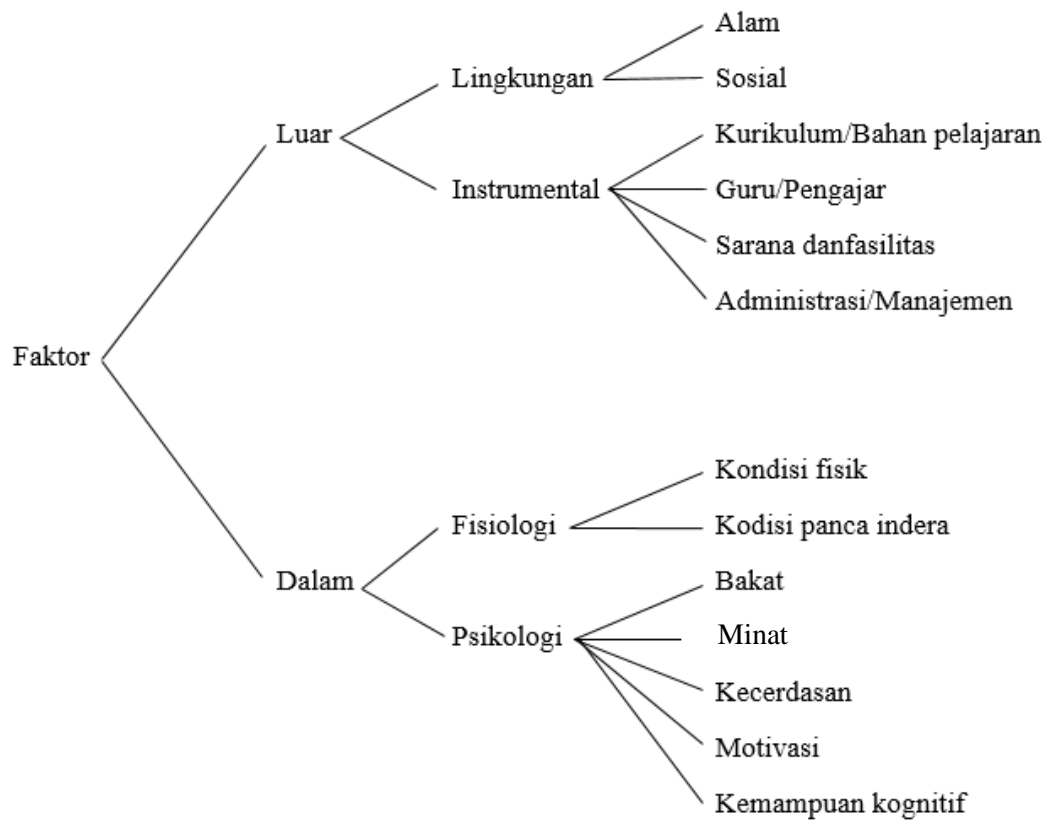 Alam
Lingkungan
Sosial
Luar
Kurikulum/Bahan pelajaran
Instrumental
Guru/Pengajar
Sarana danfasilitas
Administrasi/Manajemen
Faktor
Kondisi fisik
Fisiologi
Kodisi panca indera
Dalam
Bakat
Psikologi
Minat
Kecerdasan
Motivasi
Kemampuan kognitif